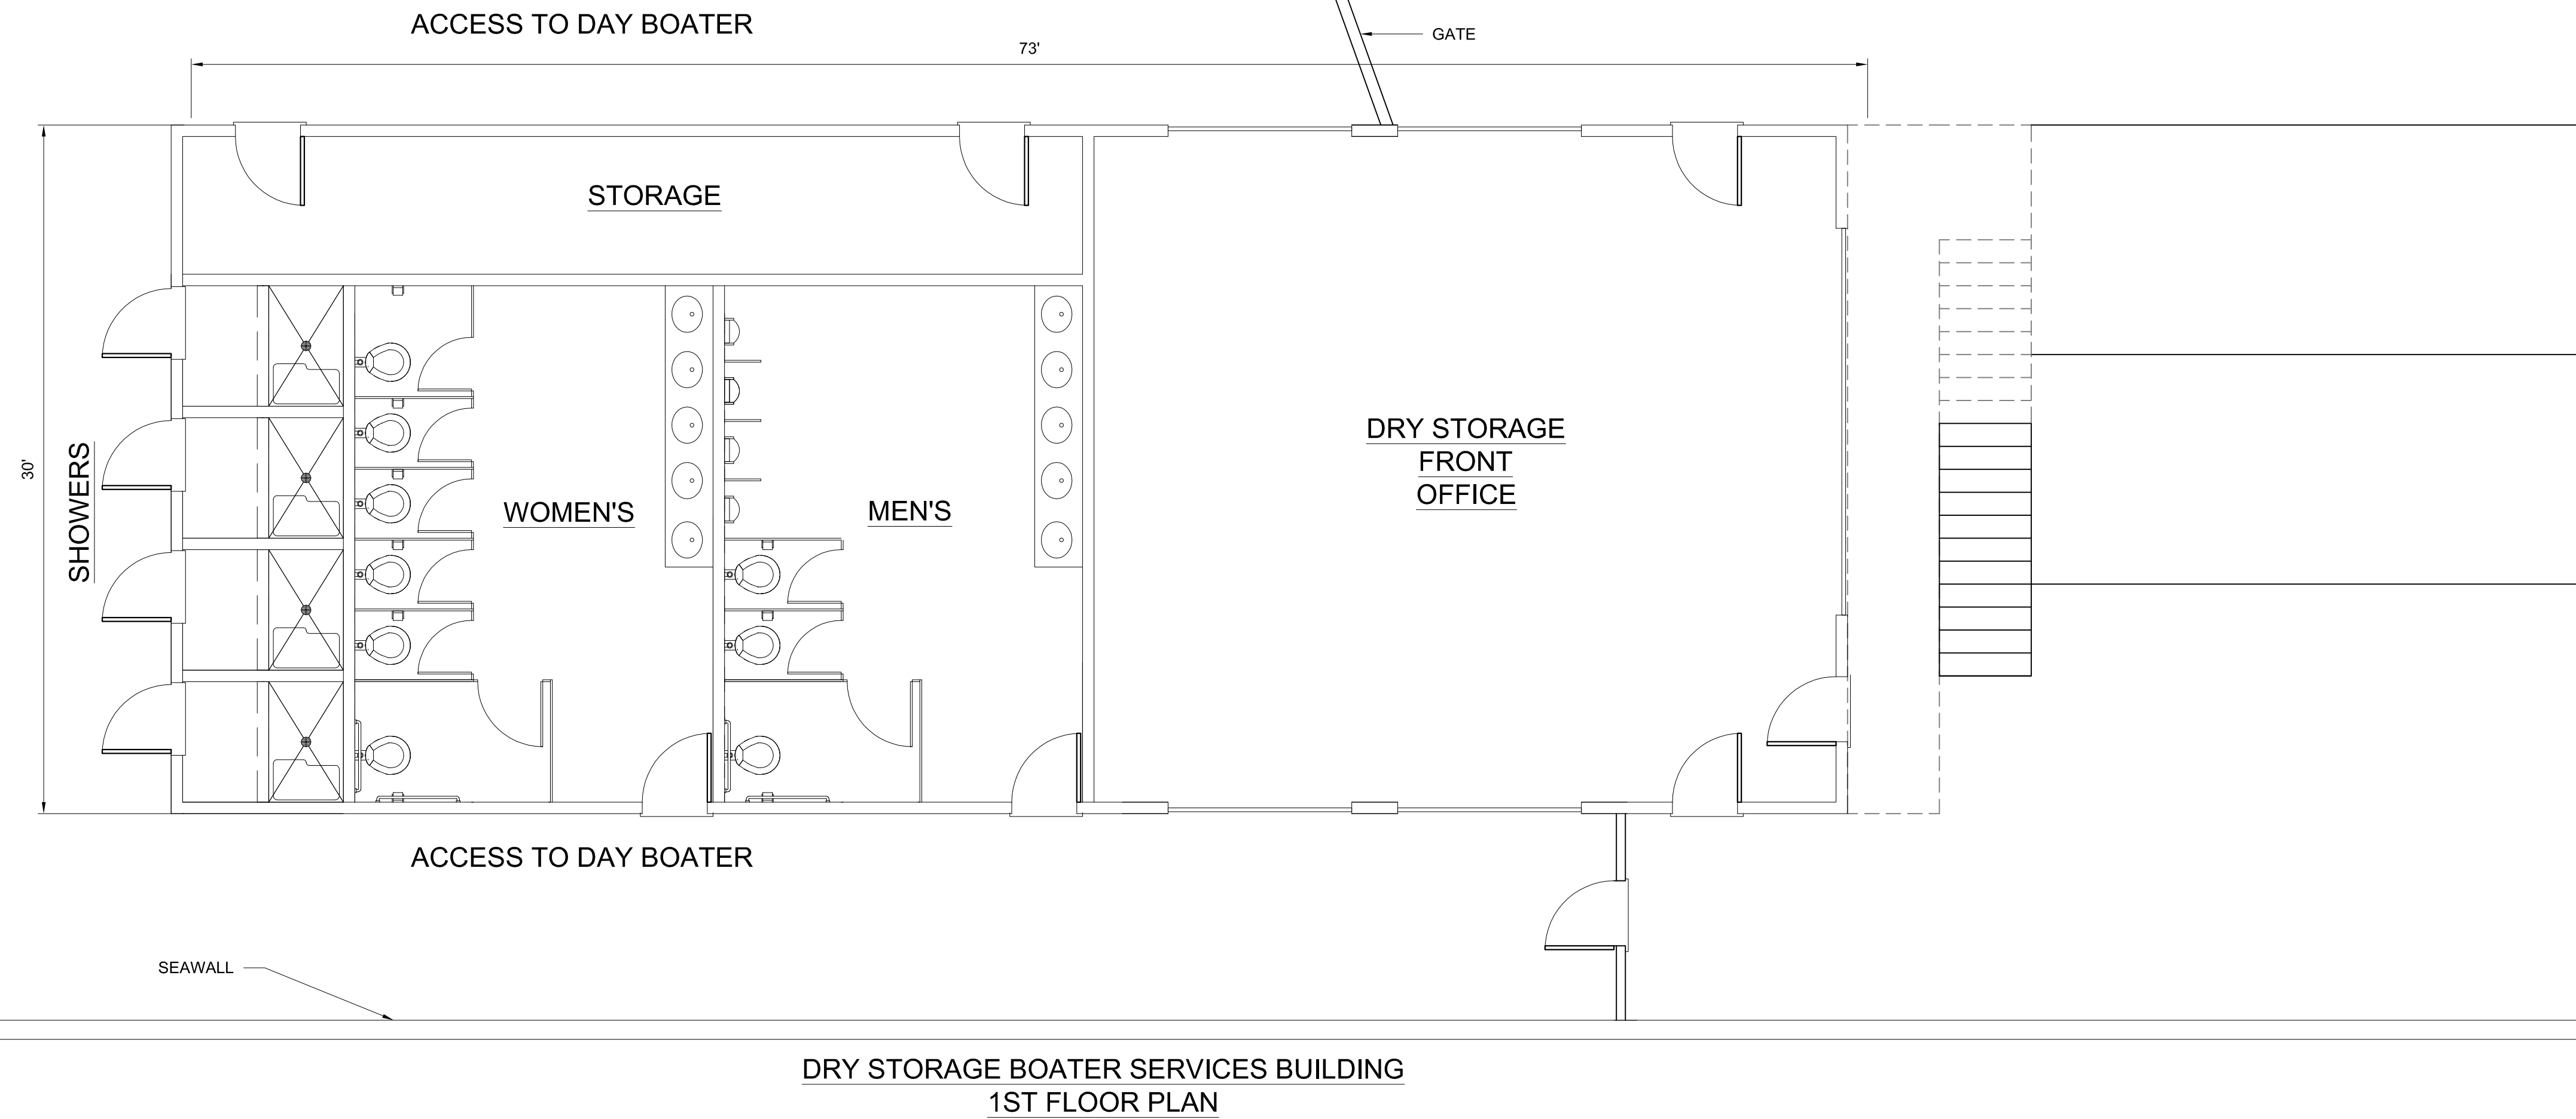 ACCESS TO DAY BOATER
GATE
73'
STORAGE
DRY STORAGE
FRONT
OFFICE
30'
SHOWERS
WOMEN'S
MEN'S
ACCESS TO DAY BOATER
SEAWALL
DRY STORAGE BOATER SERVICES BUILDING
1ST FLOOR PLAN